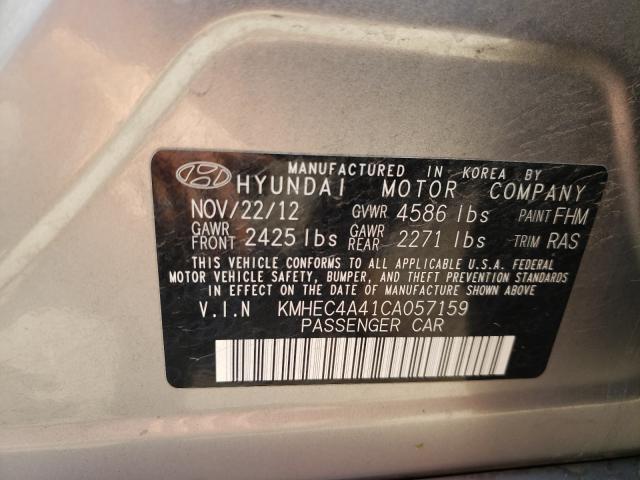 MANUFACTURED IN KOREA BY
HYUNDAI MOTOR COMPANY
NOV/22/12 GVWR 4586 lbs PAINT FHM
GAWR FRONT 2425 lbs GAWR REAR 2271 lbs TRIM RAS
THIS VEHICLE CONFORMS TO ALL APPLICABLE U.S.A. FEDERAL
MOTOR VEHICLE SAFETY, BUMPER, AND THEFT PREVENTION STANDARDS
IN EFFECT ON THE DATE OF MANUFACTURE SHOWN ABOVE
V.I.N KMHEC4A41CA057159
PASSENGER CAR